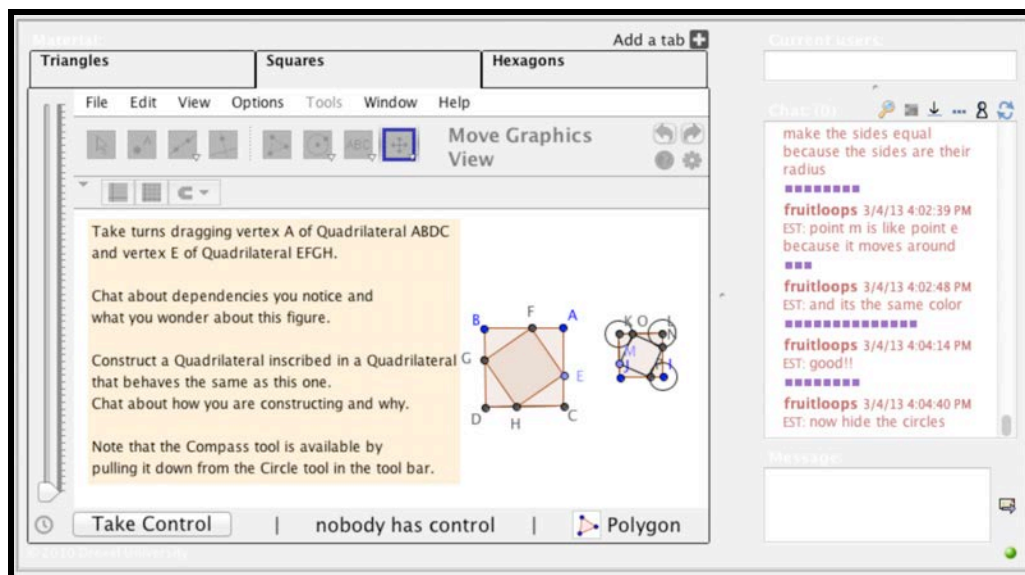 Material:
Add a tab
Current users:
Triangles
Squares
Hexagons
File Edit View Options Tools Window Help
Move Graphics
View
ABC
Take turns dragging vertex A of Quadrilateral ABDC
and vertex E of Quadrilateral EFGH.
Chat about dependencies you notice and
what you wonder about this figure.
Construct a Quadrilateral inscribed in a Quadrilateral
that behaves the same as this one.
Chat about how you are constructing and why.
Note that the Compass tool is available by
pulling it down from the Circle tool in the tool bar.
B F A
G E
D H C
K O L
N
M
J I
Take Control | nobody has control | Polygon
© 2010 Drexel University
Chat: (0)
make the sides equal
because the sides are their
radius
fruitloops 3/4/13 4:02:39 PM
EST: point m is like point e
because it moves around
fruitloops 3/4/13 4:02:48 PM
EST: and its the same color
fruitloops 3/4/13 4:04:14 PM
EST: good!!
fruitloops 3/4/13 4:04:40 PM
EST: now hide the circles
Message: